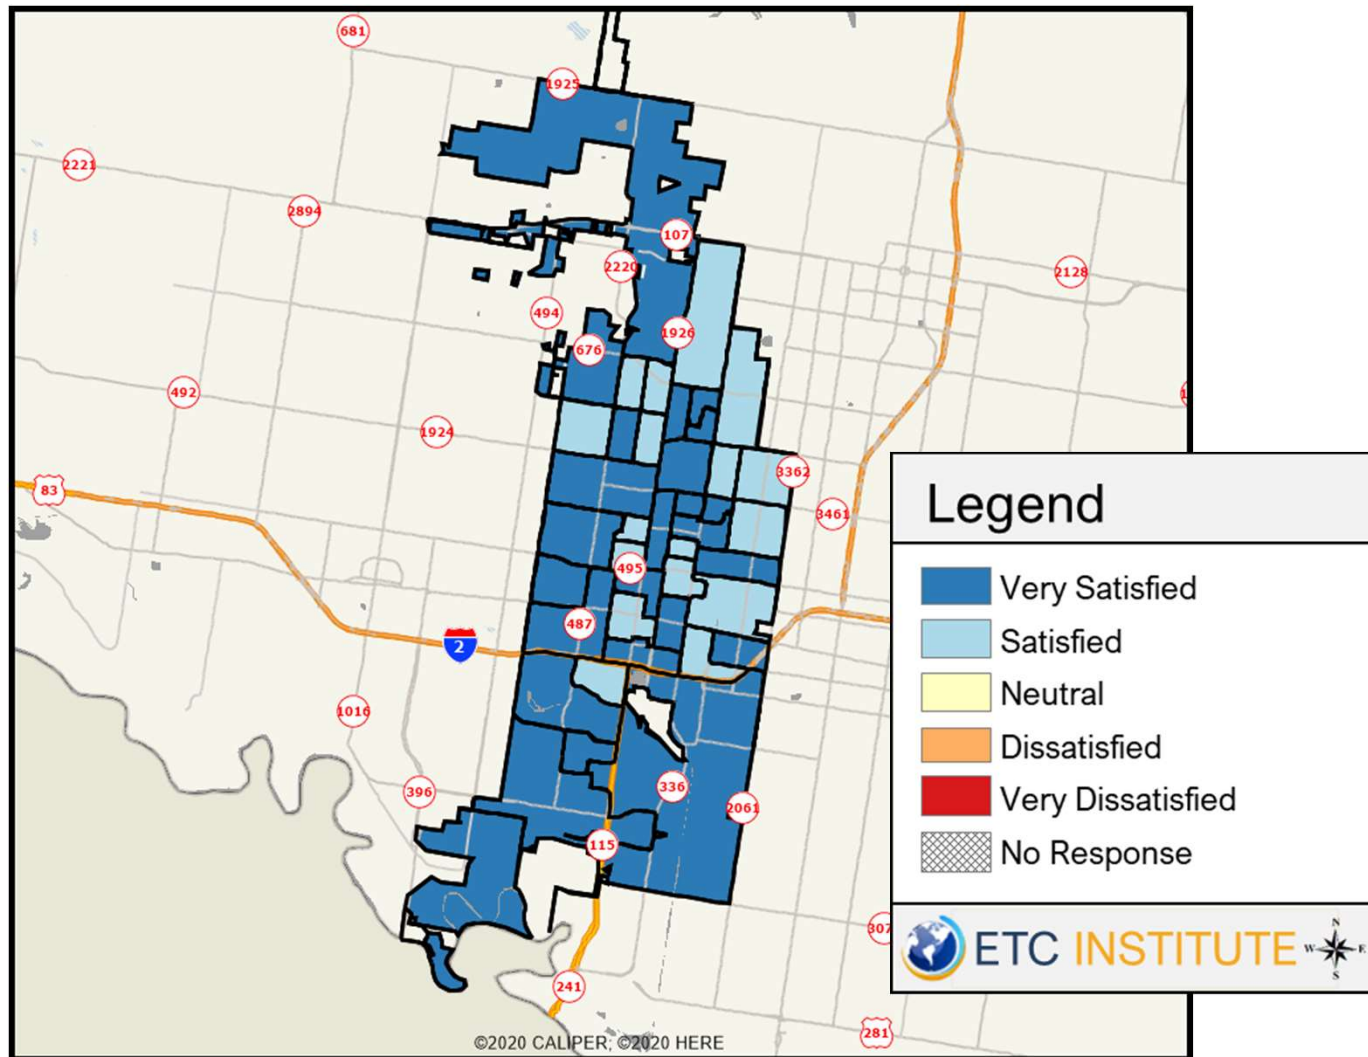 681
1925
2221
2894
107
2220
2128
494
1926
676
492
1924
3362
83
3461
495
487
2
1016
396
336
2061
115
307
241
281
©2020 CALIPER; ©2020 HERE
Legend
Very Satisfied
Satisfied
Neutral
Dissatisfied
Very Dissatisfied
No Response
ETC INSTITUTE
N
W E
S